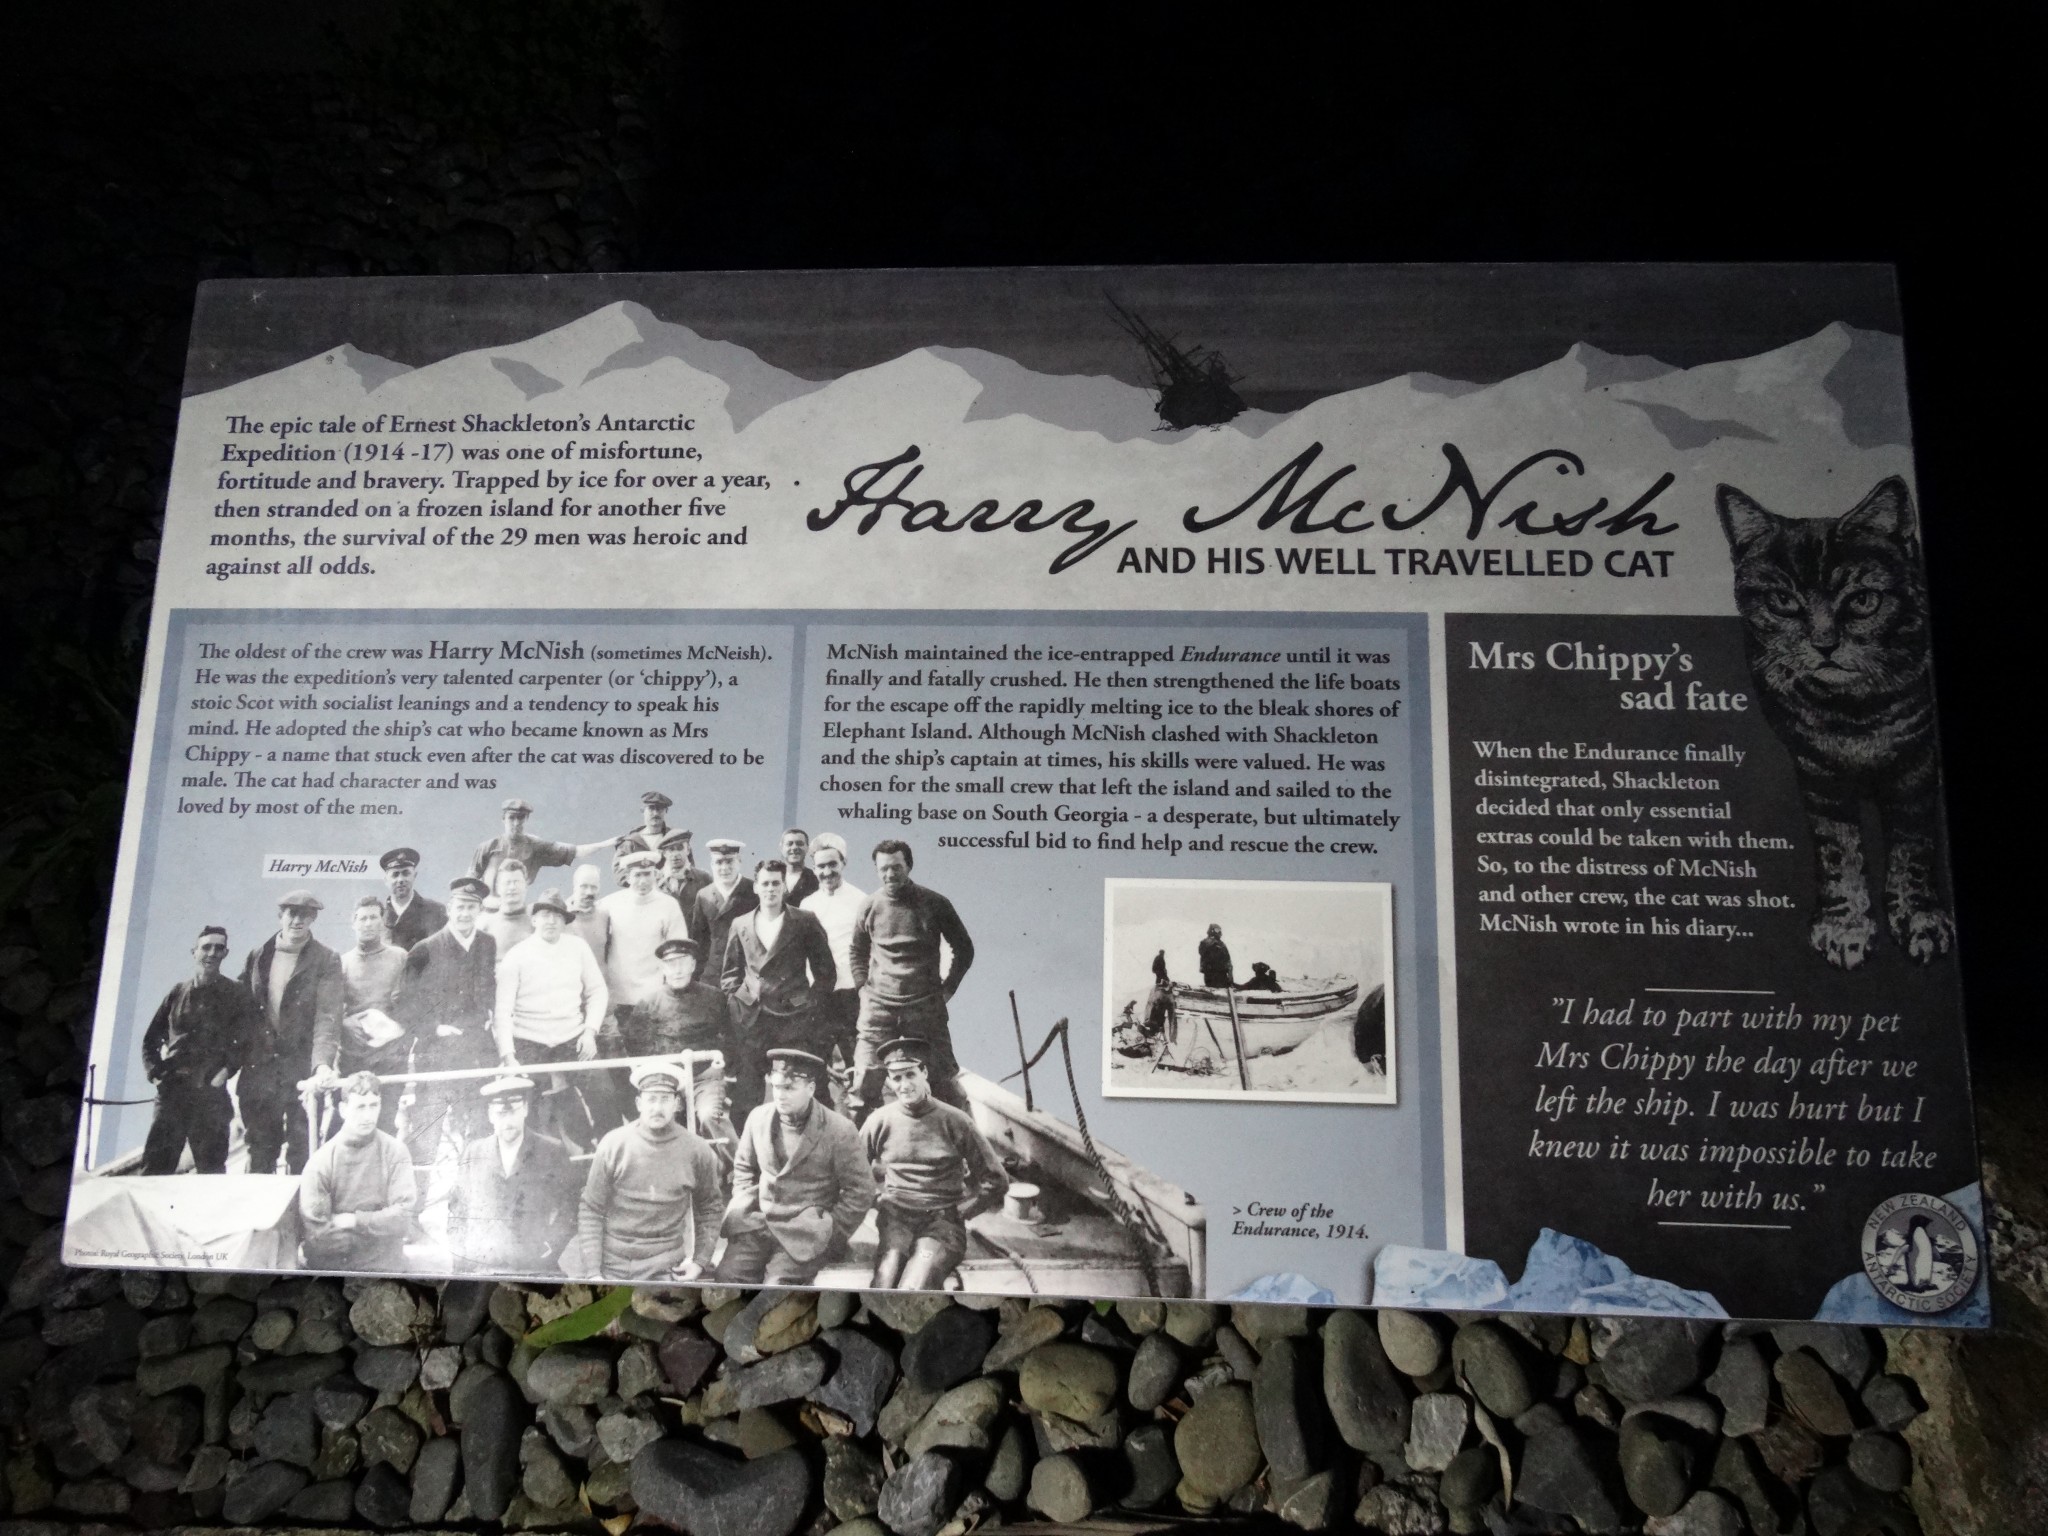 The epic tale of Ernest Shackleton's Antarctic
Expedition (1914 -17) was one of misfortune,
fortitude and bravery. Trapped by ice for over a year,
then stranded on a frozen island for another five
months, the survival of the 29 men was heroic and
against all odds.
Harry McNish
AND HIS WELL TRAVELLED CAT
The oldest of the crew was Harry McNish (sometimes McNeish).
He was the expedition's very talented carpenter (or 'chippy'), a
stoic Scot with socialist leanings and a tendency to speak his
mind. He adopted the ship's cat who became known as Mrs
Chippy - a name that stuck even after the cat was discovered to be
male. The cat had character and was
loved by most of the men.
Harry McNish
McNish maintained the ice-entrapped Endurance until it was
finally and fatally crushed. He then strengthened the life boats
for the escape off the rapidly melting ice to the bleak shores of
Elephant Island. Although McNish clashed with Shackleton
and the ship's captain at times, his skills were valued. He was
chosen for the small crew that left the island and sailed to the
whaling base on South Georgia - a desperate, but ultimately
successful bid to find help and rescue the crew.
> Crew of the
Endurance, 1914.
Photos: Royal Geographic Society, London UK
Mrs Chippy's
sad fate
When the Endurance finally
disintegrated, Shackleton
decided that only essential
extras could be taken with them.
So, to the distress of McNish
and other crew, the cat was shot.
McNish wrote in his diary...
"I had to part with my pet
Mrs Chippy the day after we
left the ship. I was hurt but I
knew it was impossible to take
her with us."
NEW ZEALAND
ANTARCTIC SOCIETY